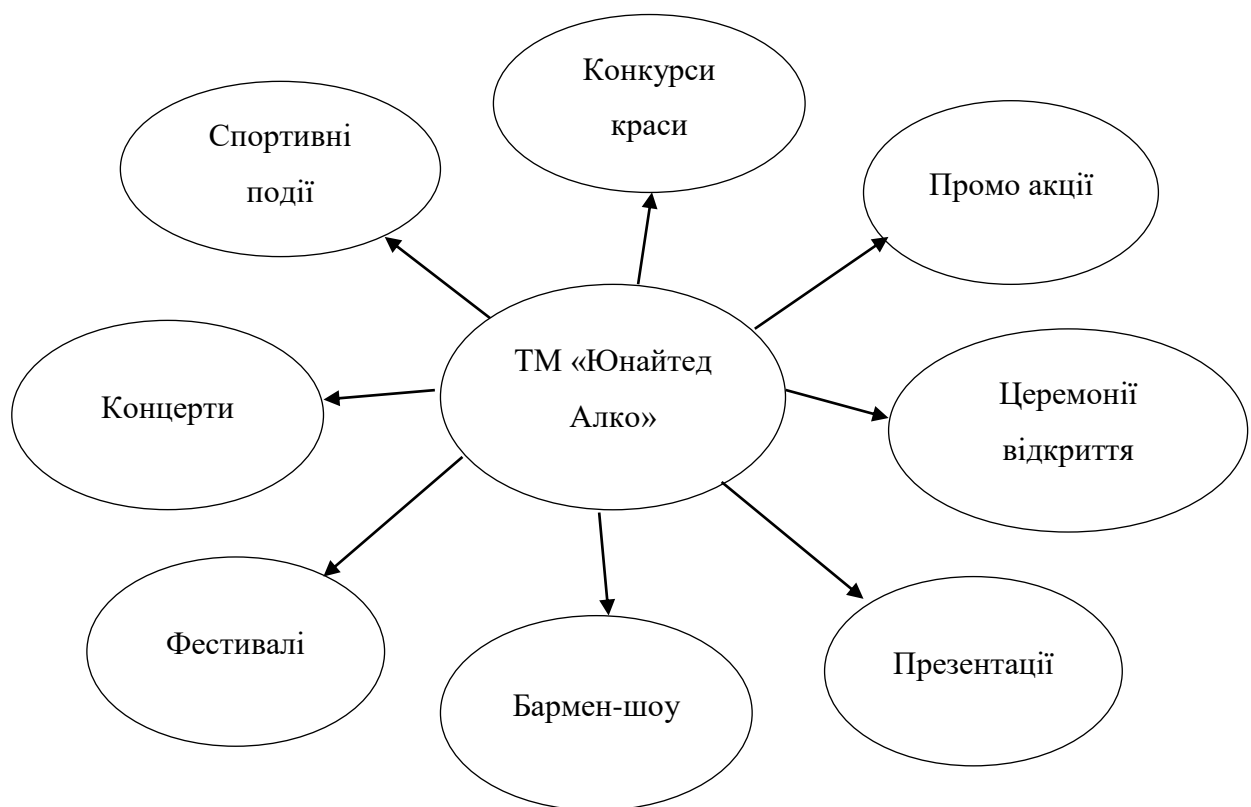 Конкурси
краси
Спортивні
події
Промо акції
ТМ «Юнайтед
Алко»
Концерти
Церемонії
відкриття
Фестивалі
Презентації
Бармен-шоу